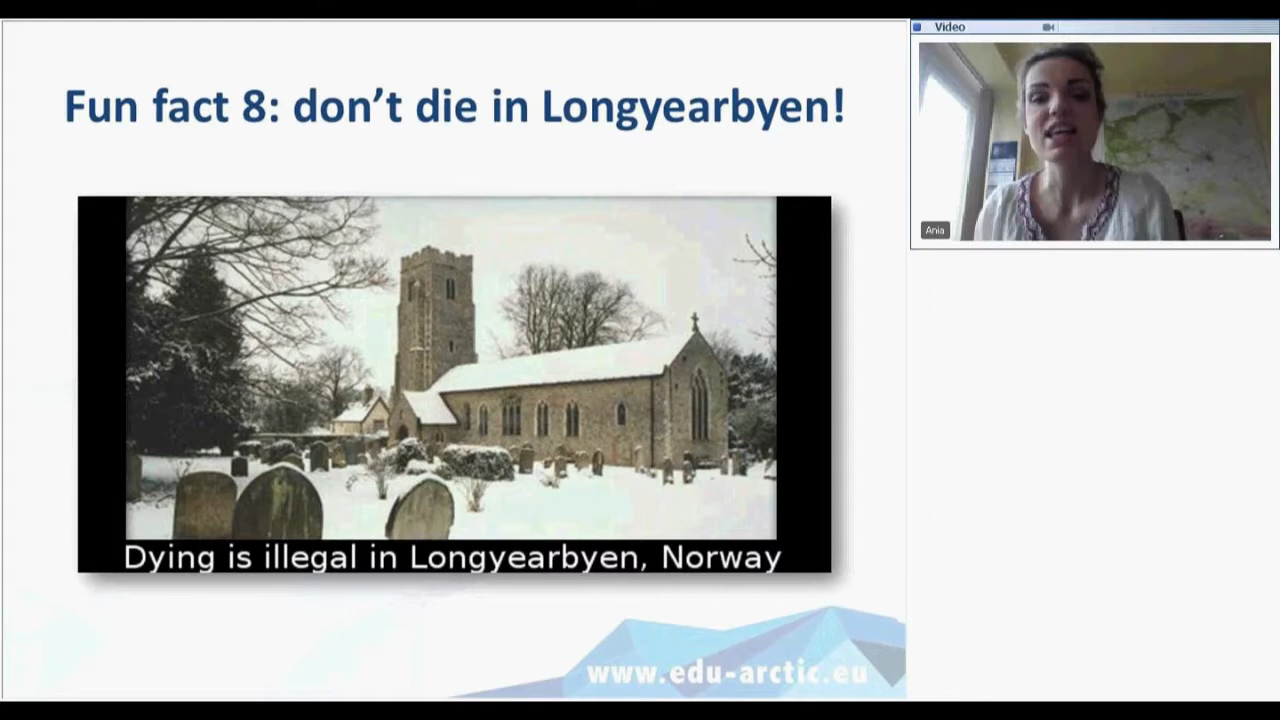 Fun fact 8: don’t die in Longyearbyen!
Video
Ania
Dying is illegal in Longyearbyen, Norway
www.edu-arctic.eu